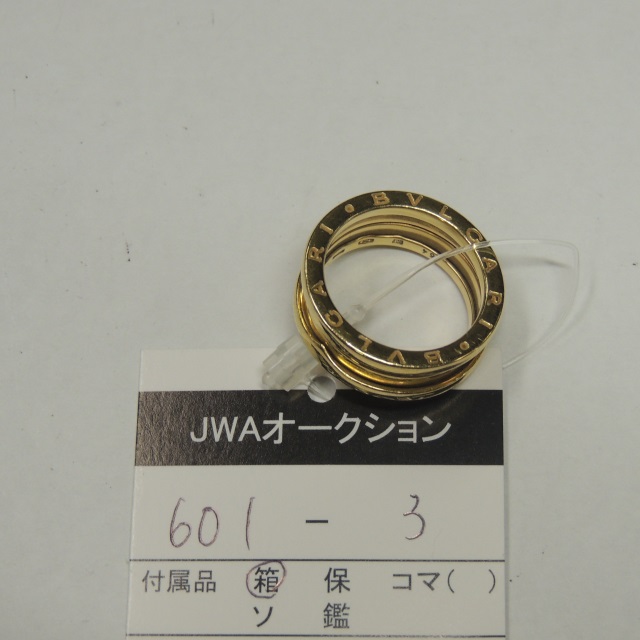 BVLGARI • BVLGARI •
JWAオークション
601 - 3
付属品 箱 保 コマ( )
ソ 鑑